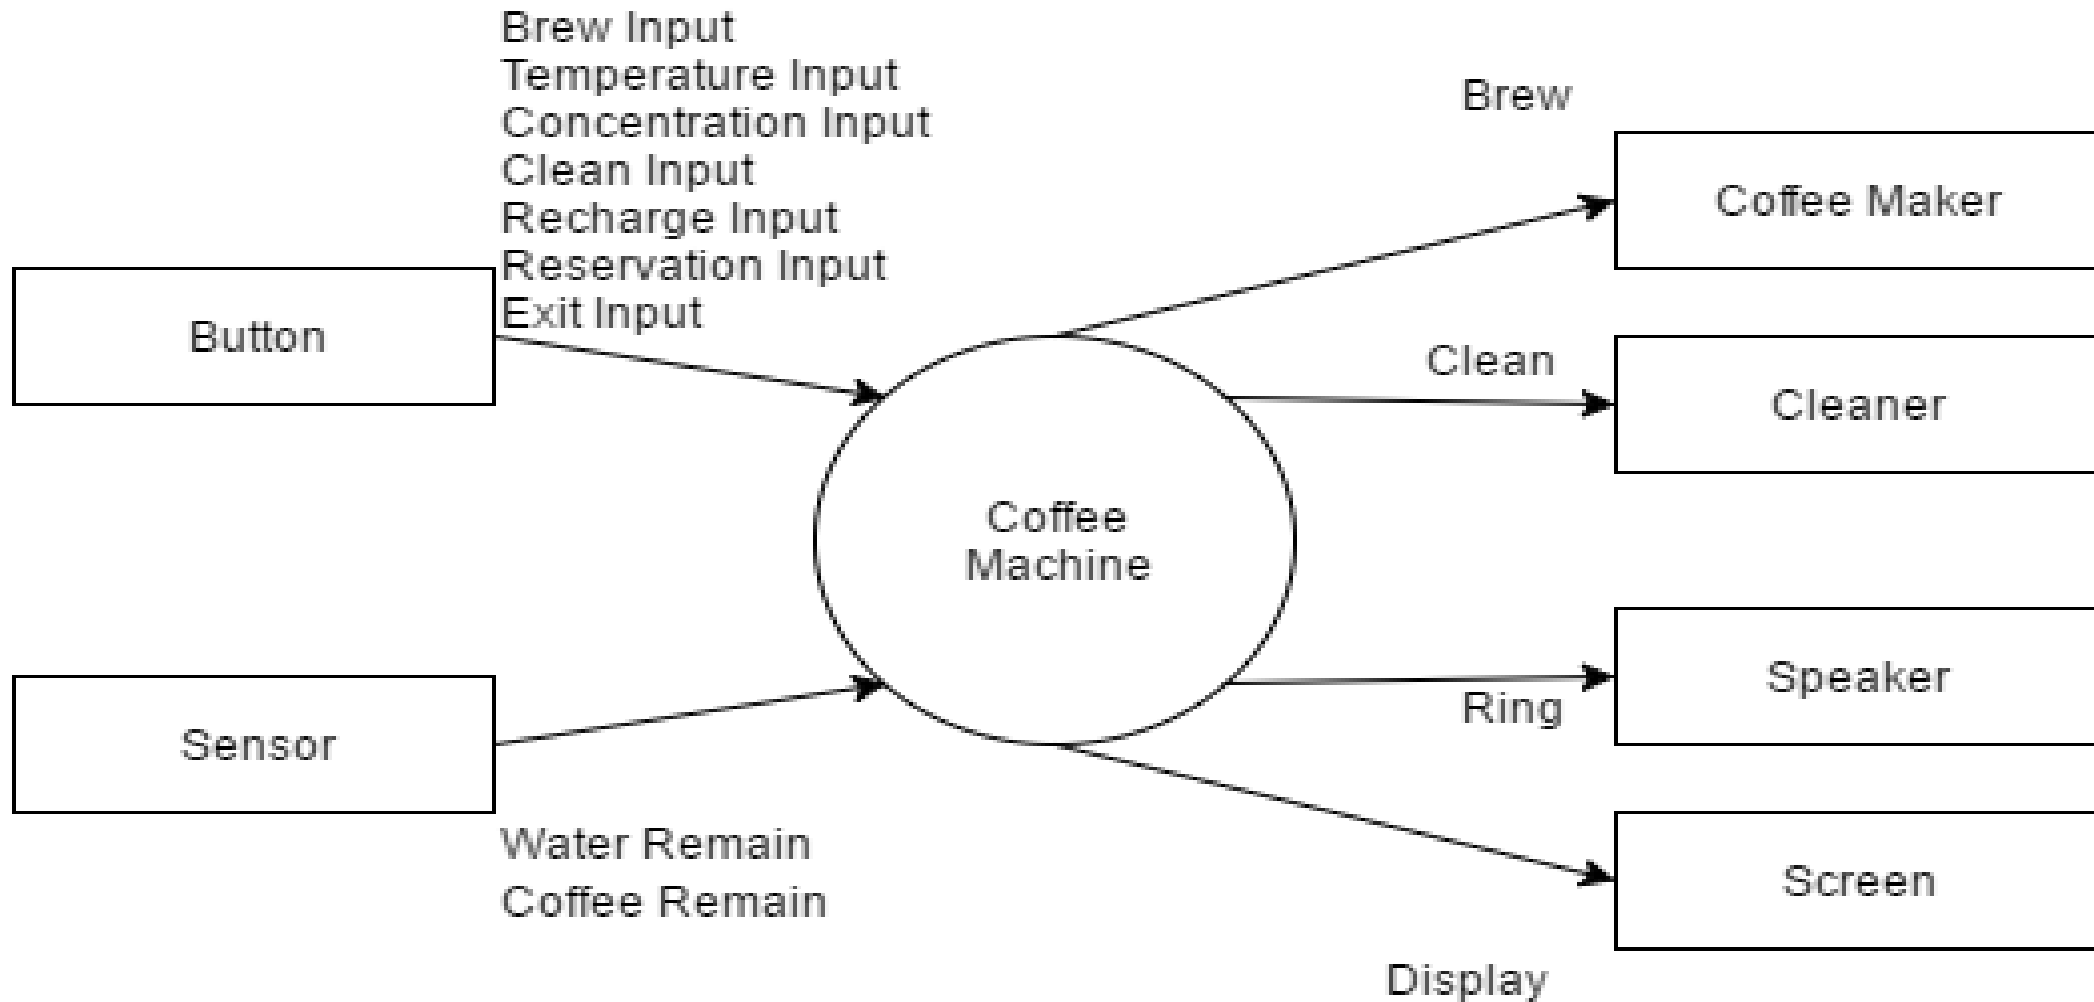 Brew Input
Temperature Input
Concentration Input
Clean Input
Recharge Input
Reservation Input
Exit Input
Button
Sensor
Water Remain
Coffee Remain
Coffee
Machine
Brew
Coffee Maker
Clean
Cleaner
Ring
Speaker
Display
Screen